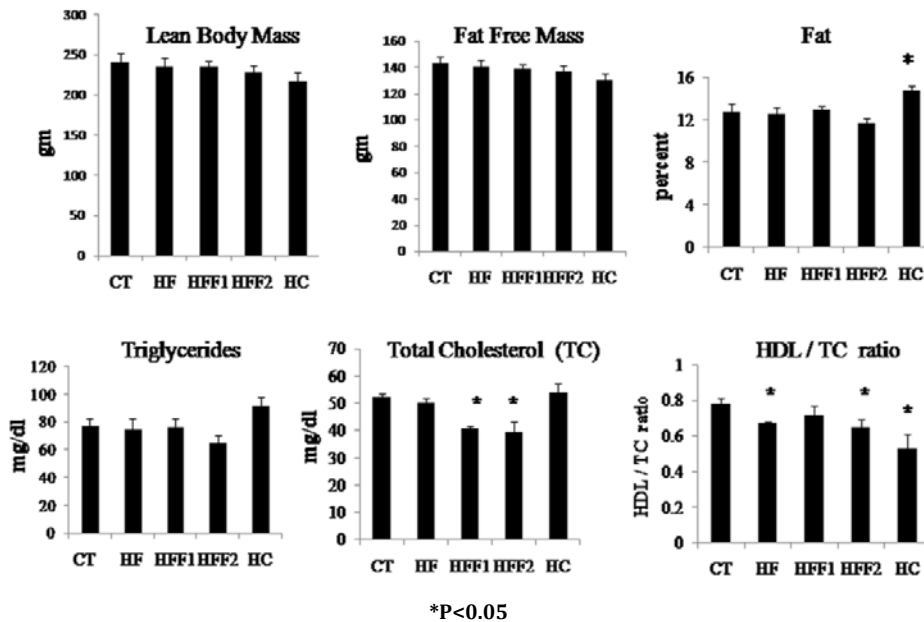 Lean Body Mass
300
250
200
150
100
50
0
gm
CT HF HFF1 HFF2 HC
Fat Free Mass
160
140
120
100
80
60
40
20
0
gm
CT HF HFF1 HFF2 HC
Fat
16
12
8
4
0
percent
*
CT HF HFF1 HFF2 HC
Triglycerides
120
100
80
60
40
20
0
mg/dl
CT HF HFF1 HFF2 HC
Total Cholesterol (TC)
70
60
50
40
30
20
10
0
mg/dl
* *
CT HF HFF1 HFF2 HC
HDL / TC ratio
1
0.8
0.6
0.4
0.2
0
HDL / TC ratio
* * *
CT HF HFF1 HFF2 HC
*P<0.05